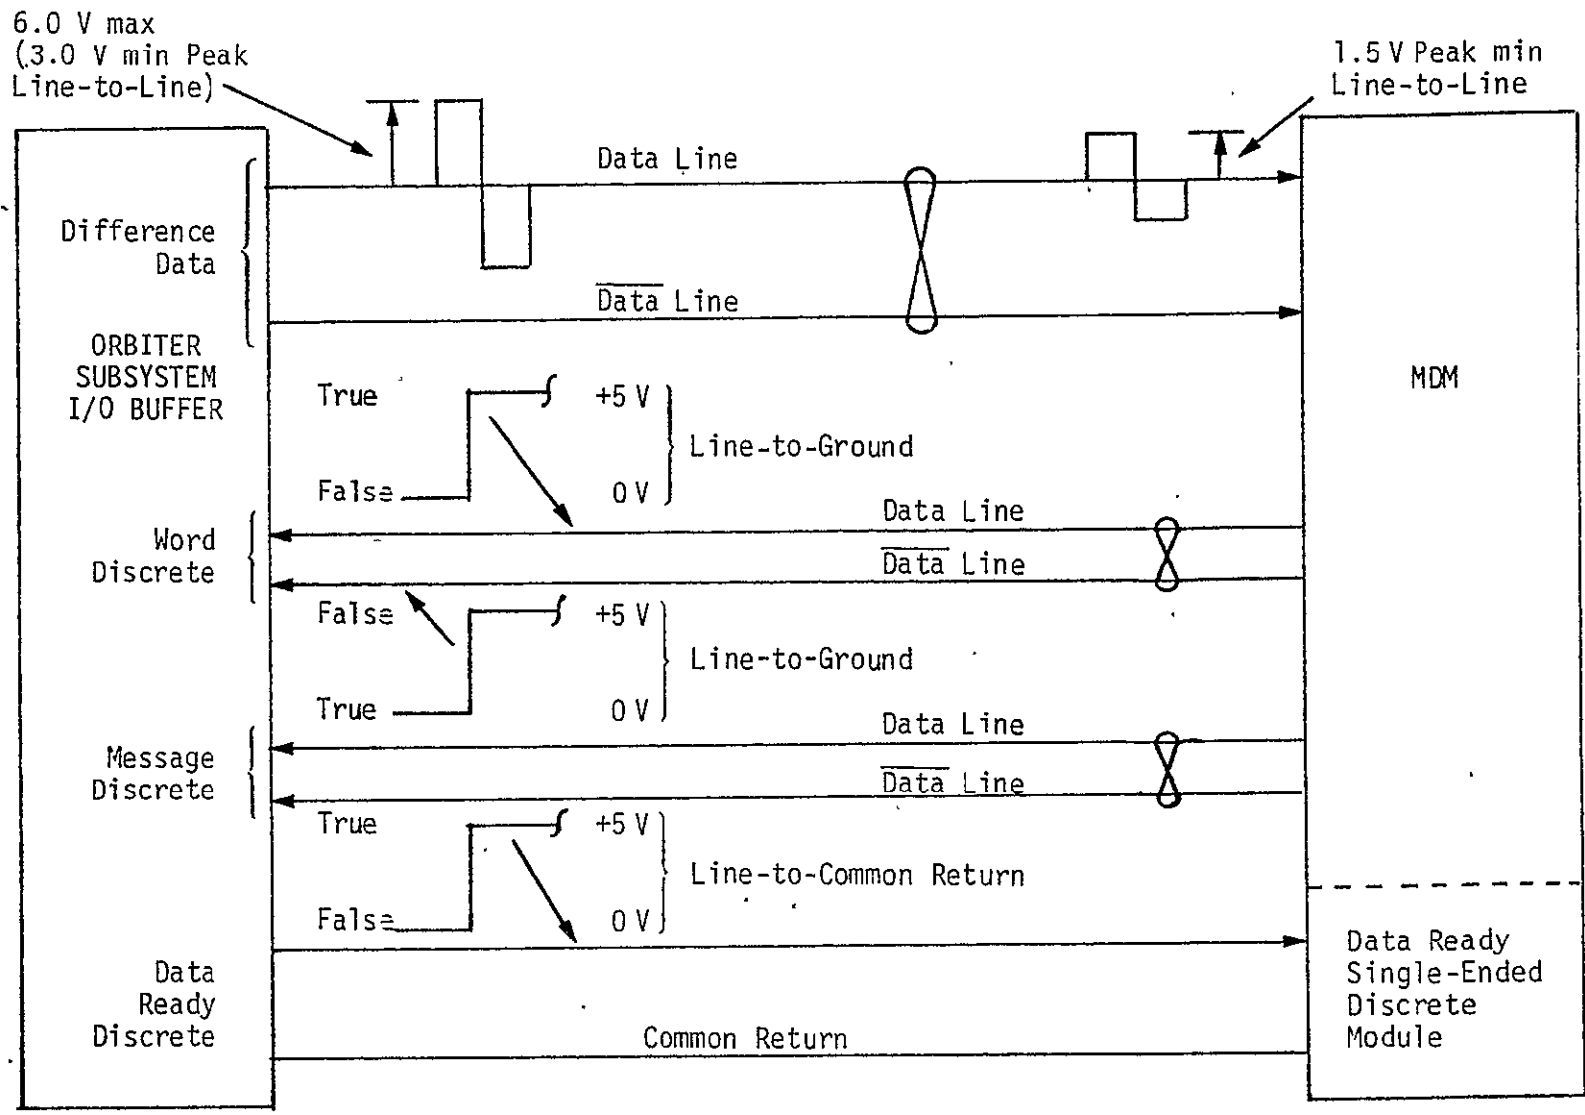 6.0 V max
(3.0 V min Peak
Line-to-Line)
1.5 V Peak min
Line-to-Line
Data Line
Difference
Data
Data Line
ORBITER
SUBSYSTEM
I/O BUFFER
MDM
True
+5 V
Line-to-Ground
False
0 V
Data Line
Word
Discrete
Data Line
False
+5 V
Line-to-Ground
True
0 V
Data Line
Message
Discrete
Data Line
True
+5 V
Line-to-Common Return
False
0 V
Data
Ready
Discrete
Data Ready
Single-Ended
Discrete
Module
Common Return